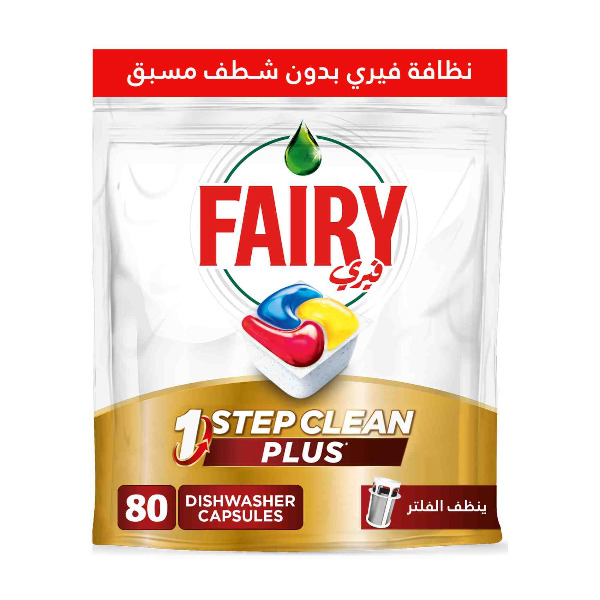 نظافة فيري بدون شطف مسبق
FAIRY
فيري
1 STEP CLEAN
PLUS*
80 DISHWASHER
CAPSULES
ينظف الفلتر